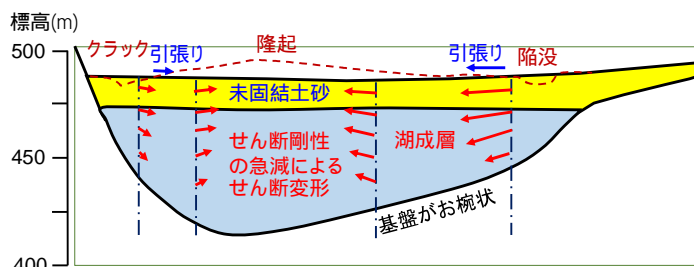 標高(m)
500
450
400
クラック
引張り
隆起
引張り
陥没
未固結土砂
せん断剛性
の急減による
せん断変形
湖成層
基盤がお椀状